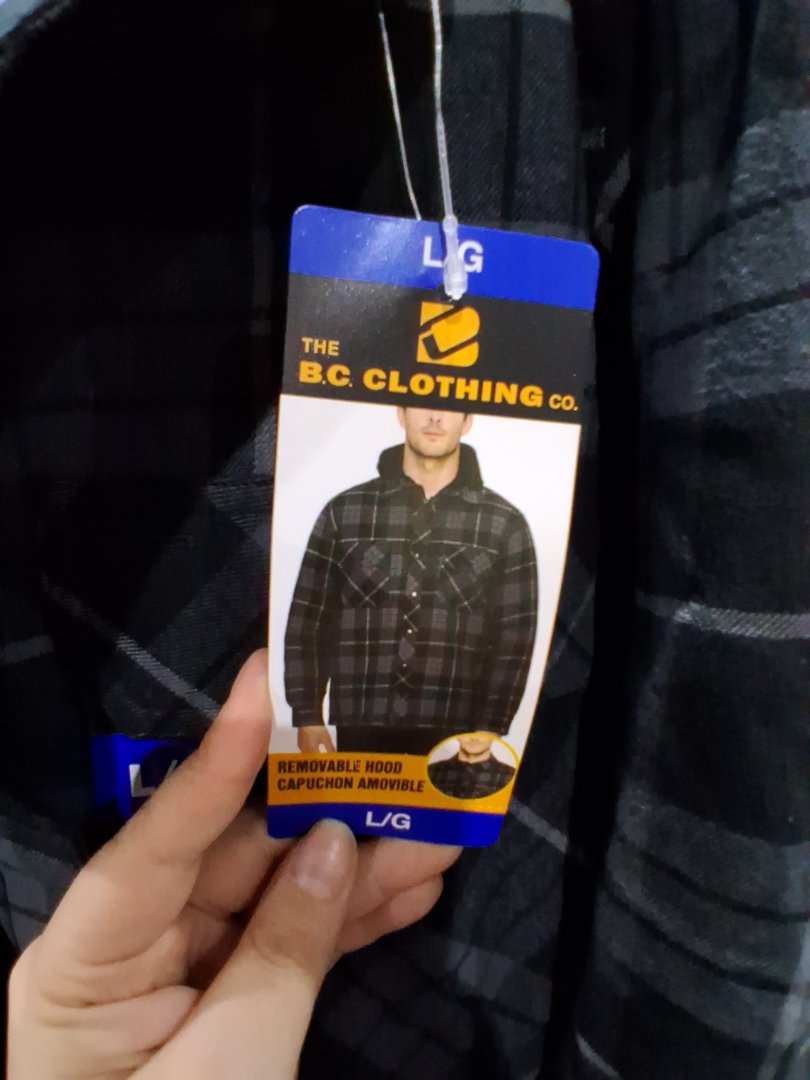 L/G
THE
B.C. CLOTHING CO.
REMOVABLE HOOD
CAPUCHON AMOVIBLE
L/G
L/